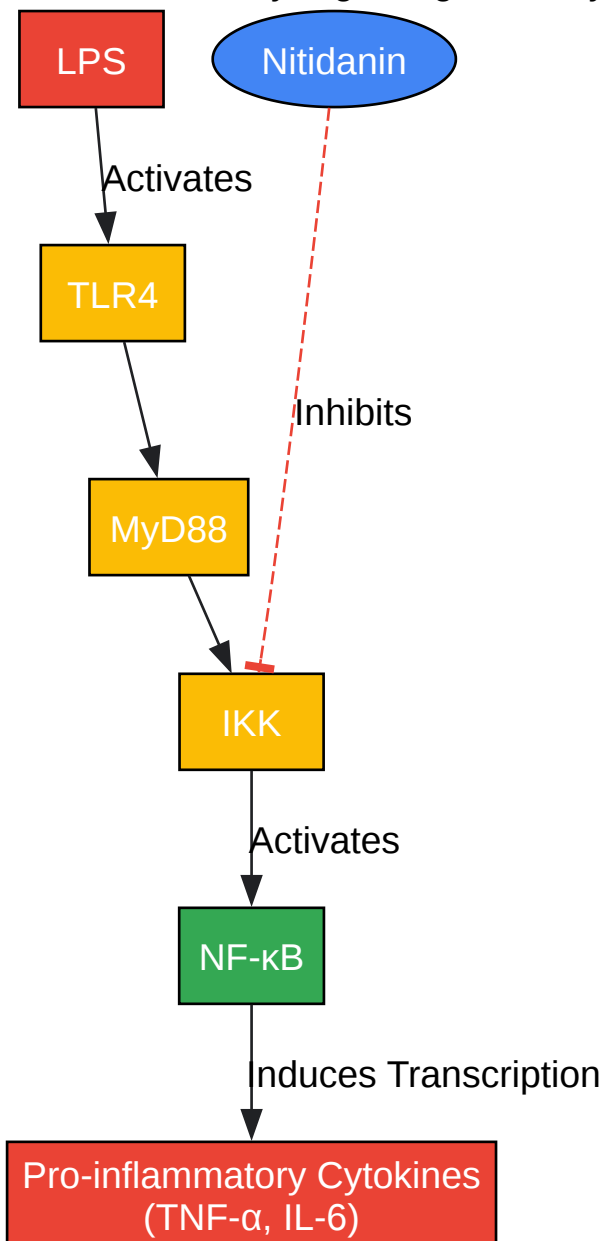 LPS
Nitidanin
Activates
TLR4
Inhibits
MyD88
IKK
Activates
NF-κB
Induces Transcription
Pro-inflammatory Cytokines
(TNF-α, IL-6)